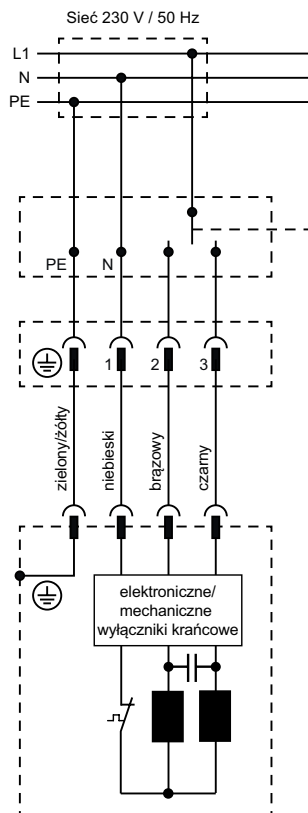 Sieć 230 V / 50 Hz
L1
N
PE
PE N
1 2 3
zielony/żółty
niebieski
brązowy
czarny
elektroniczne/
mechaniczne
wyłączniki krańcowe